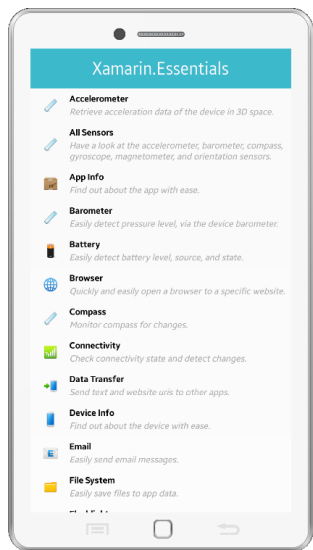 Xamarin.Essentials
Accelerometer
Retrieve acceleration data of the device in 3D space.
All Sensors
Have a look at the accelerometer, barometer, compass,
gyroscope, magnetometer, and orientation sensors.
App Info
Find out about the app with ease.
Barometer
Easily detect pressure level, via the device barometer.
Battery
Easily detect battery level, source, and state.
Browser
Quickly and easily open a browser to a specific website.
Compass
Monitor compass for changes.
Connectivity
Check connectivity state and detect changes.
Data Transfer
Send text and website uris to other apps.
Device Info
Find out about the device with ease.
Email
Easily send email messages.
File System
Easily save files to app data.